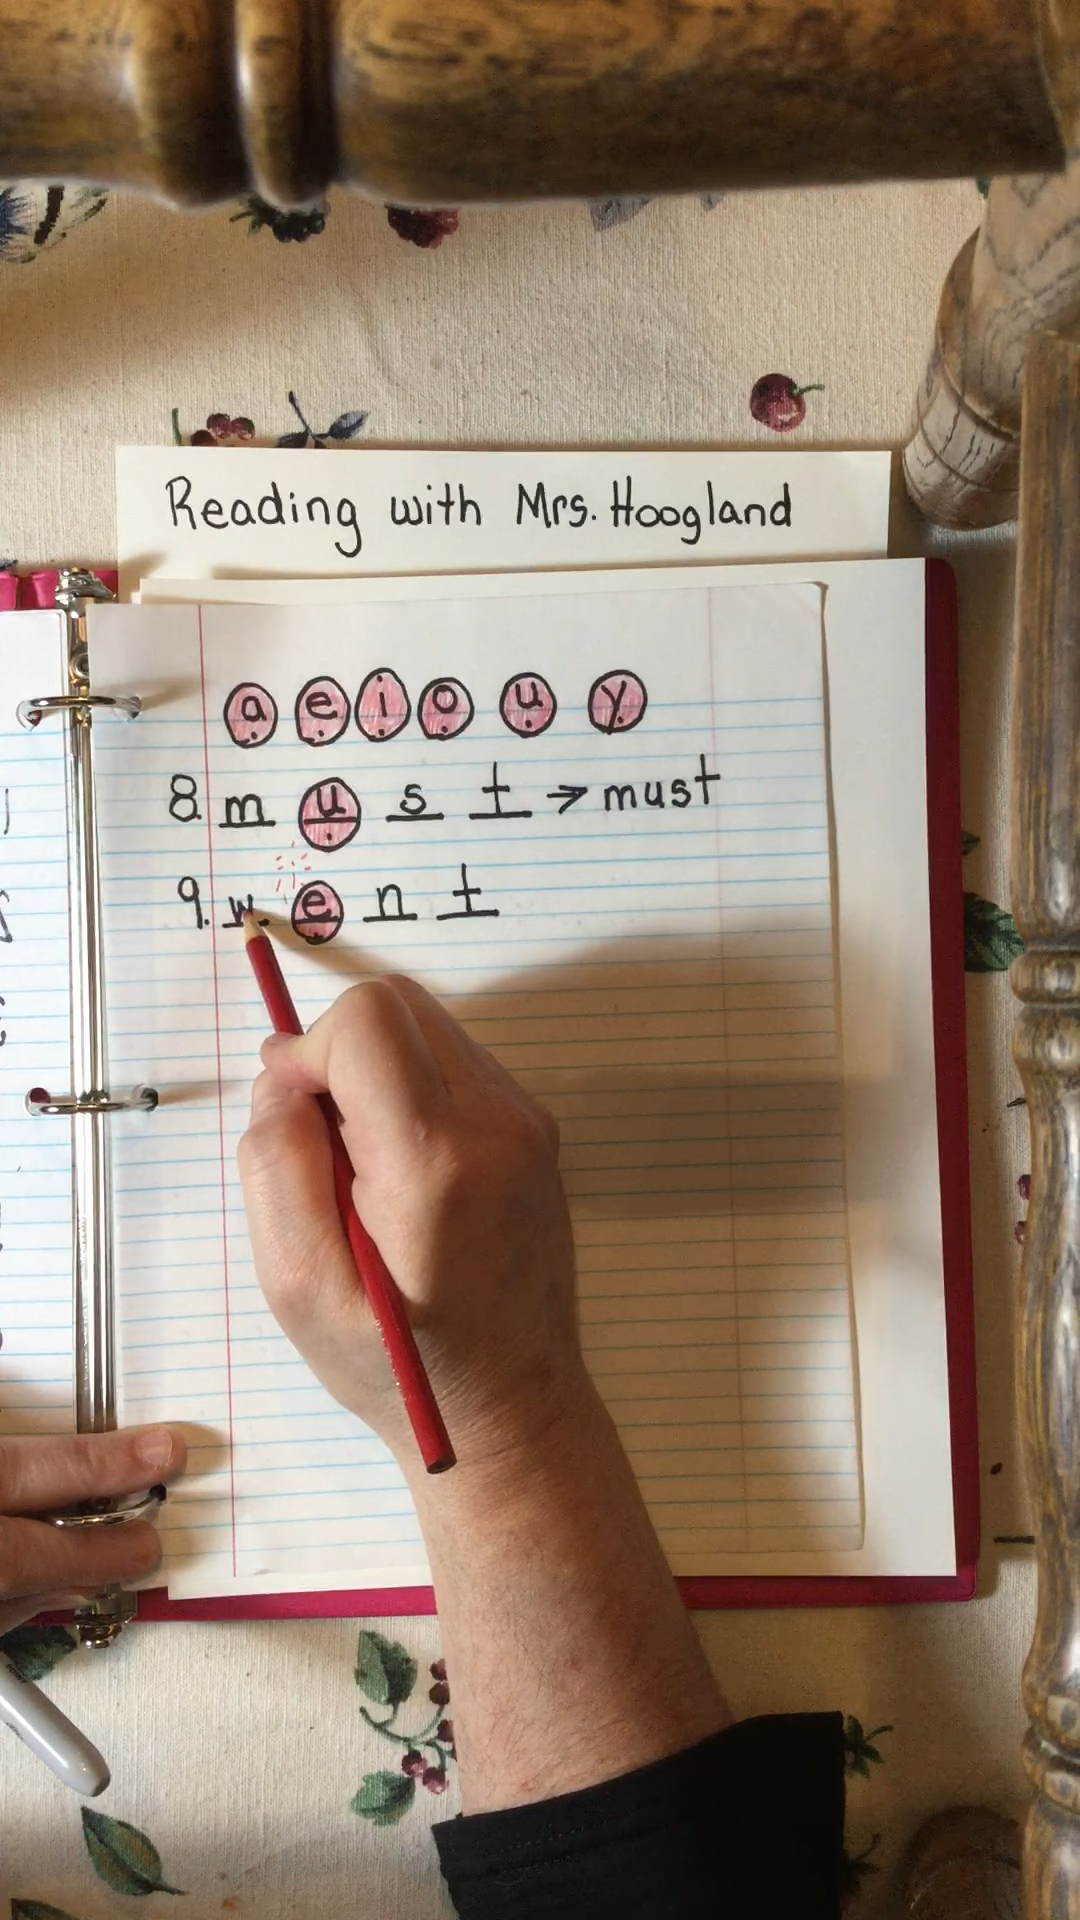 Reading with Mrs. Hoogland
a e i o u y
8. m u s t → must
9. w e n t